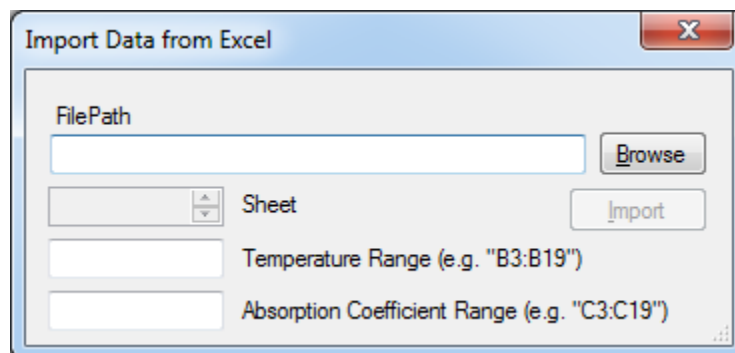 Import Data from Excel
FilePath
Browse
Sheet
Import
Temperature Range (e.g. "B3:B19")
Absorption Coefficient Range (e.g. "C3:C19")